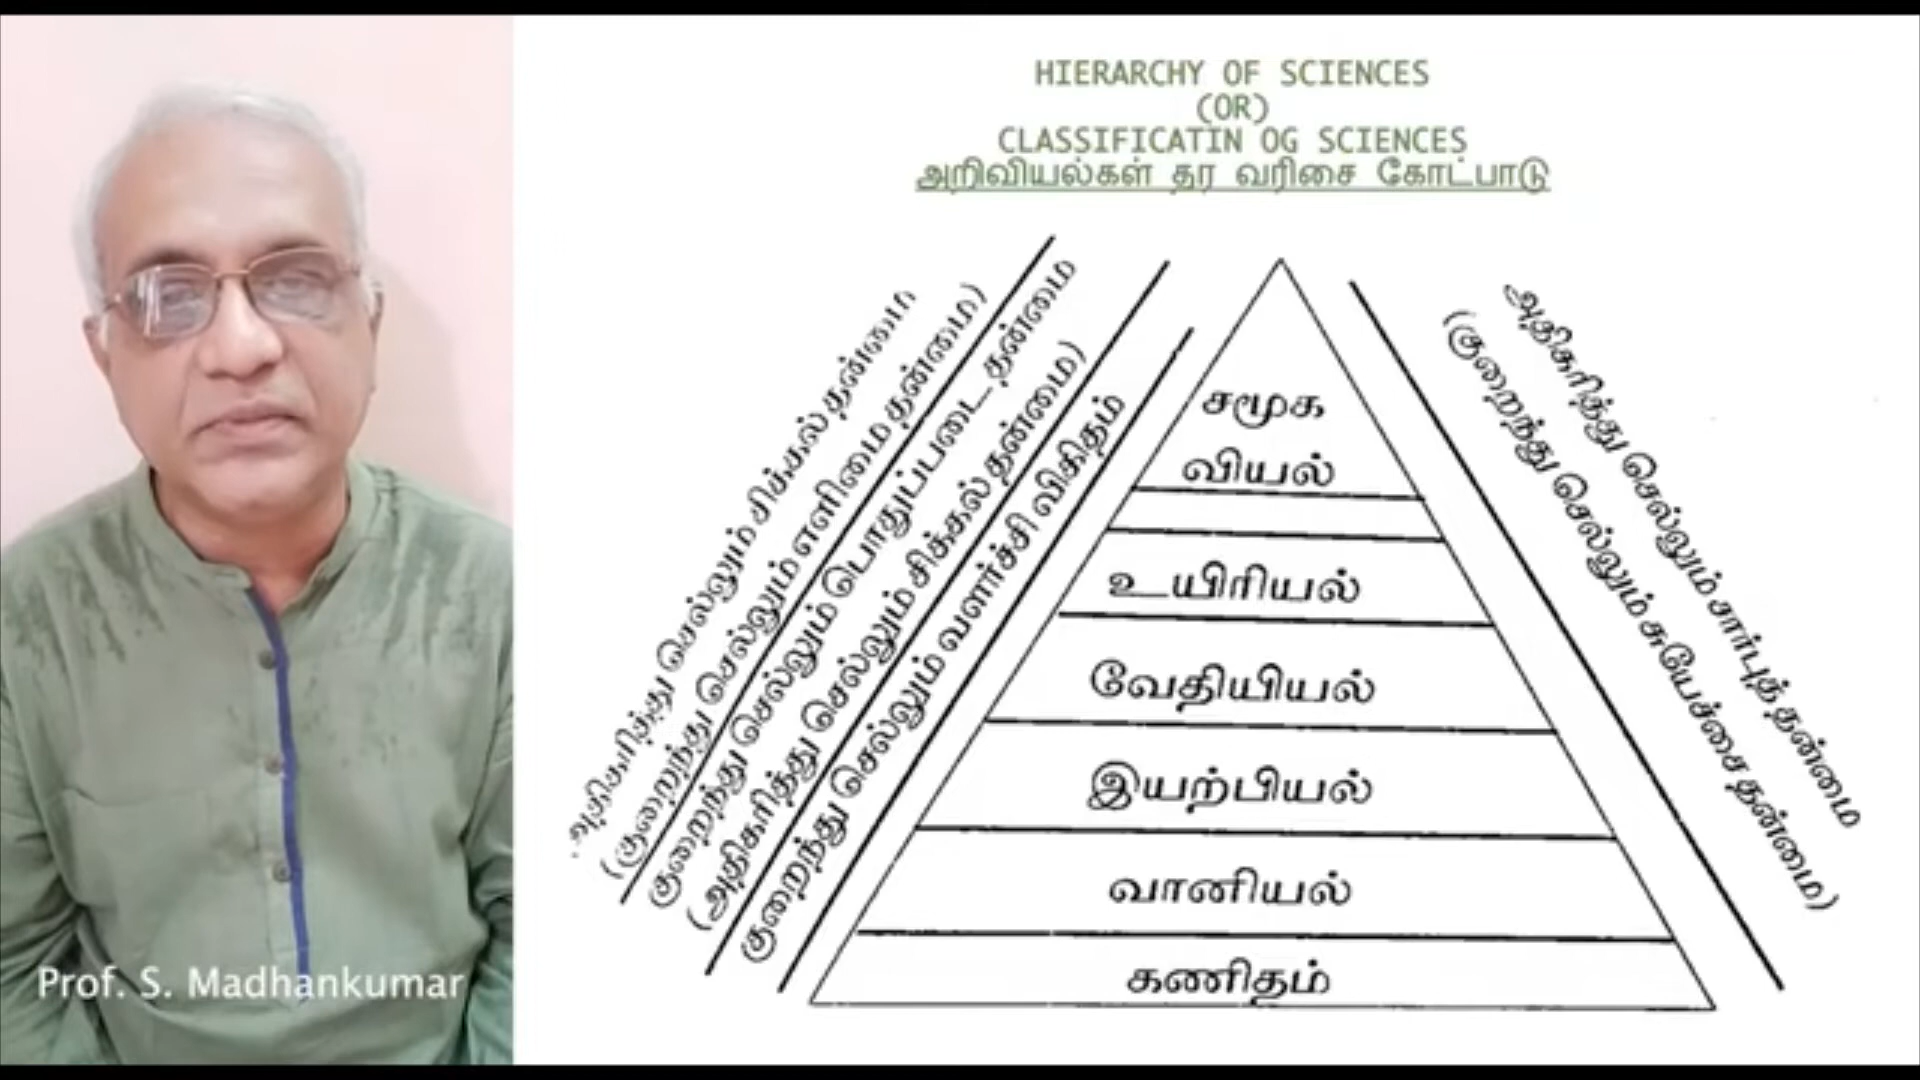 HIERARCHY OF SCIENCES
(OR)
CLASSIFICATIN OG SCIENCES
அறிவியல்கள் தர வரிசை கோட்பாடு
அதிகரித்து செல்லும் சிக்கல் தன்மை
(குறைந்து செல்லும் எளிமை தன்மை)
குறைந்து செல்லும் பொதுப்படை தன்மை
(அதிகரித்து செல்லும் சிக்கல் தன்மை)
குறைந்து செல்லும் வளர்ச்சி விகிதம்
சமூக
வியல்
உயிரியல்
வேதியியல்
இயற்பியல்
வானியல்
கணிதம்
அதிகரித்து செல்லும் சார்புத் தன்மை
(குறைந்து செல்லும் சுயேச்சை தன்மை)
Prof. S. Madhankumar